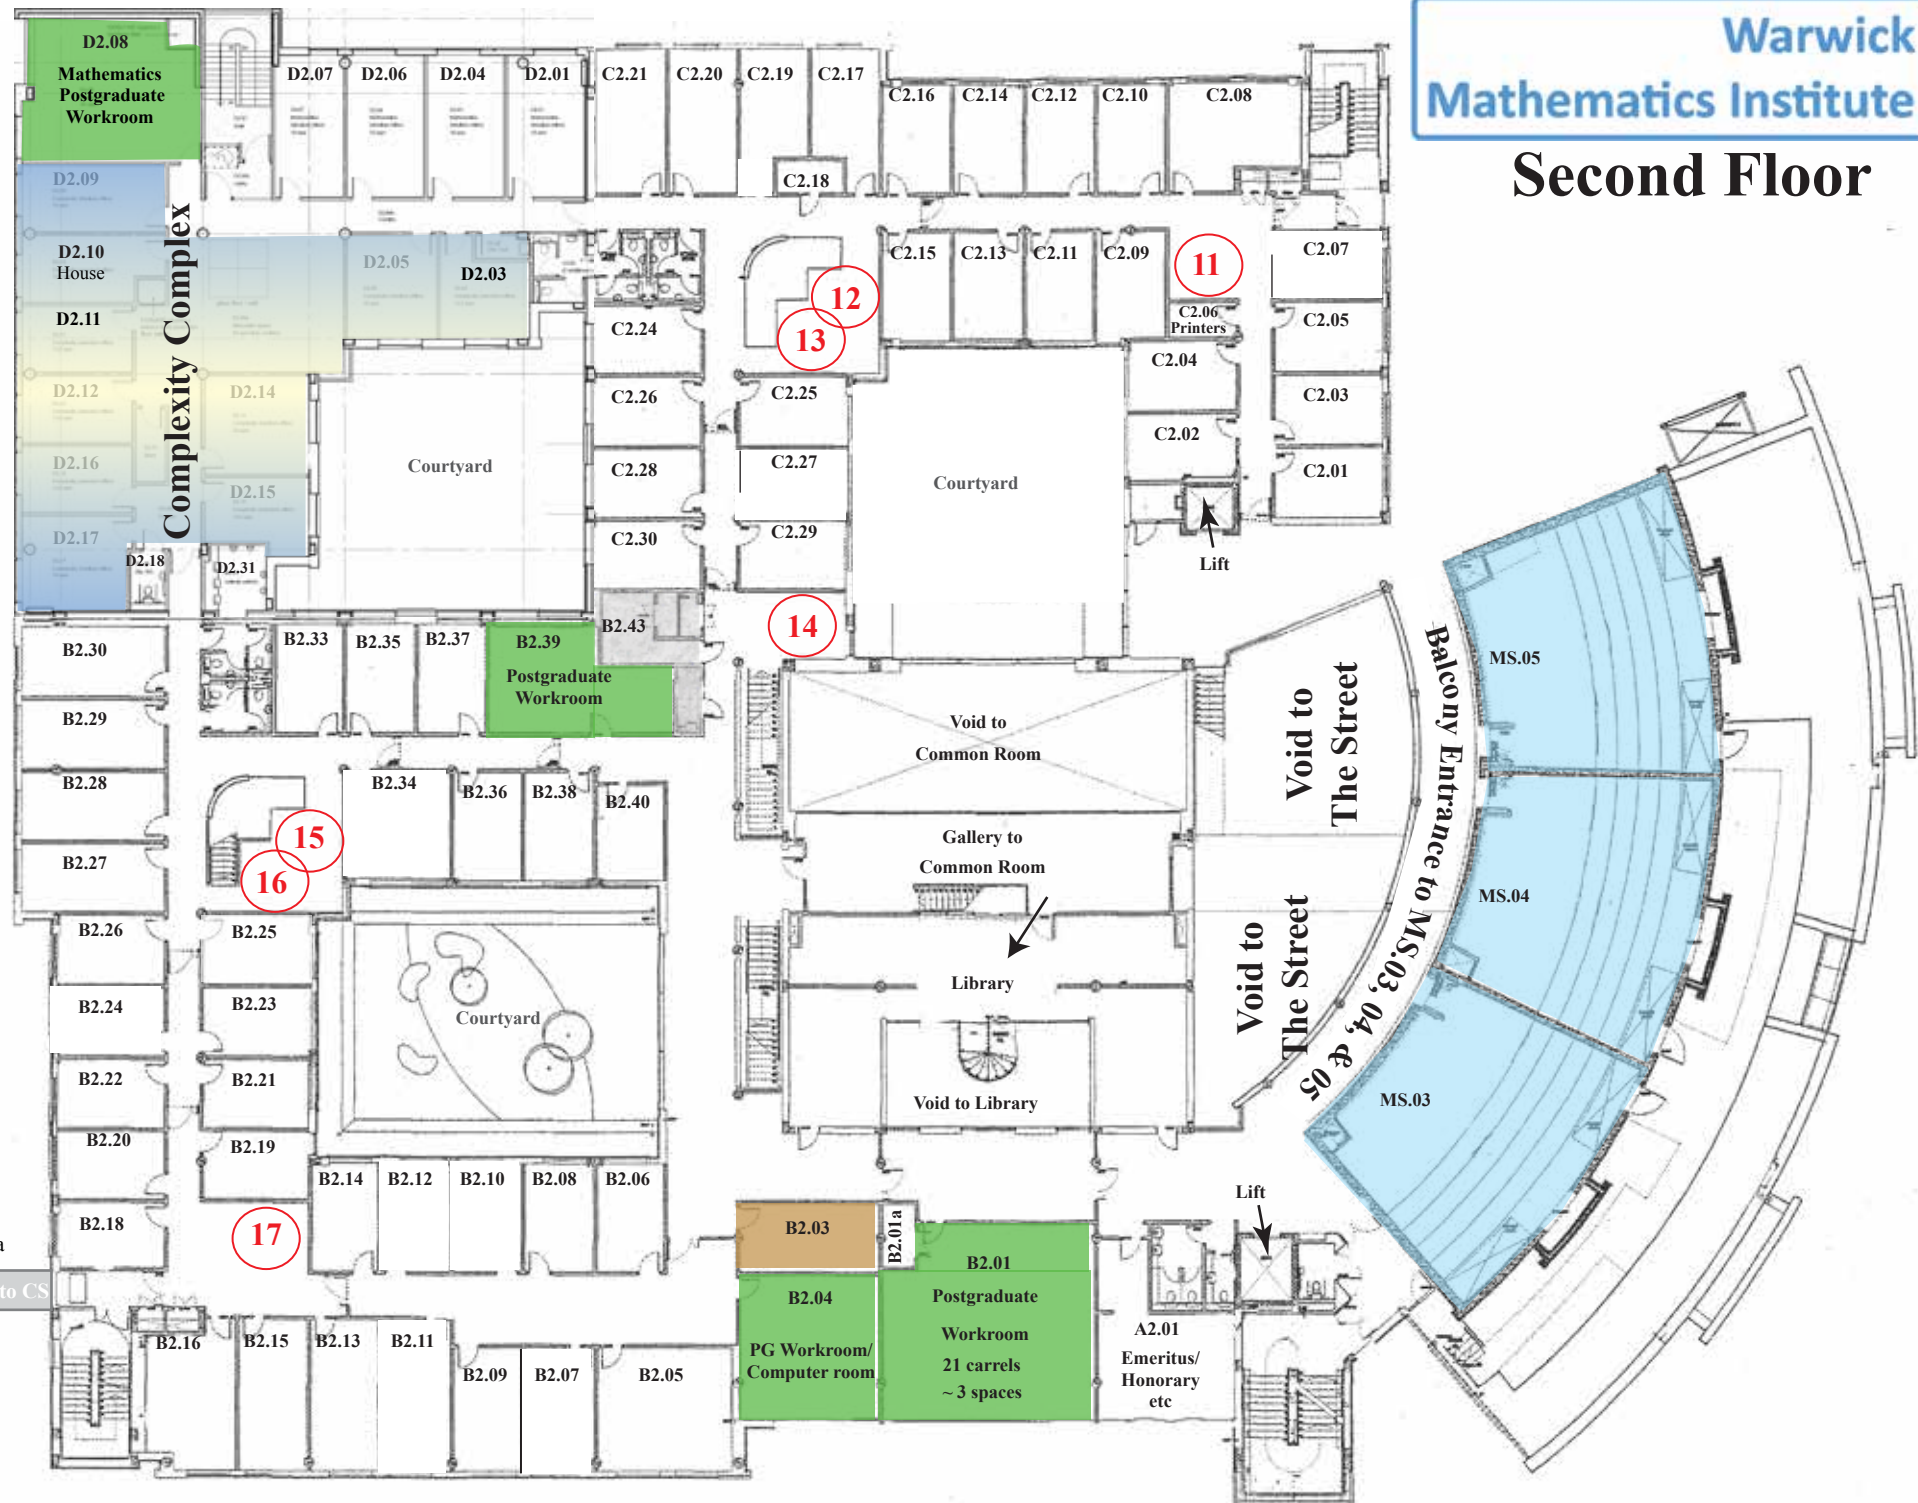 Warwick
Mathematics Institute
Second Floor
D2.08
Mathematics
Postgraduate
Workroom
D2.07
D2.06
D2.04
D2.01
C2.21
C2.20
C2.19
C2.17
C2.16
C2.14
C2.12
C2.10
C2.08
C2.18
D2.09
D2.10
House
D2.11
D2.12
D2.16
D2.17
D2.18
D2.31
D2.05
D2.03
D2.14
D2.15
Complexity Complex
Courtyard
C2.15
C2.13
C2.11
C2.09
11
C2.07
12
13
C2.06
Printers
C2.05
C2.24
C2.04
C2.26
C2.25
C2.03
C2.02
C2.28
C2.27
C2.01
Courtyard
C2.30
C2.29
Lift
14
B2.43
B2.30
B2.33
B2.35
B2.37
B2.39
Postgraduate
Workroom
B2.29
B2.28
B2.27
B2.34
B2.36
B2.38
B2.40
15
16
Void to
Common Room
Gallery to
Common Room
Void to
The Street
Void to
The Street
Balcony Entrance to MS.03, 04, & 05
MS.05
MS.04
MS.03
B2.26
B2.25
B2.24
B2.23
B2.22
B2.21
B2.20
B2.19
B2.18
Courtyard
Library
Void to Library
B2.14
B2.12
B2.10
B2.08
B2.06
17
B2.03
B2.01a
B2.01
Postgraduate
Workroom
21 carrels
~ 3 spaces
B2.04
PG Workroom/
Computer room
Lift
A2.01
Emeritus/
Honorary
etc
a
to CS
B2.16
B2.15
B2.13
B2.11
B2.09
B2.07
B2.05